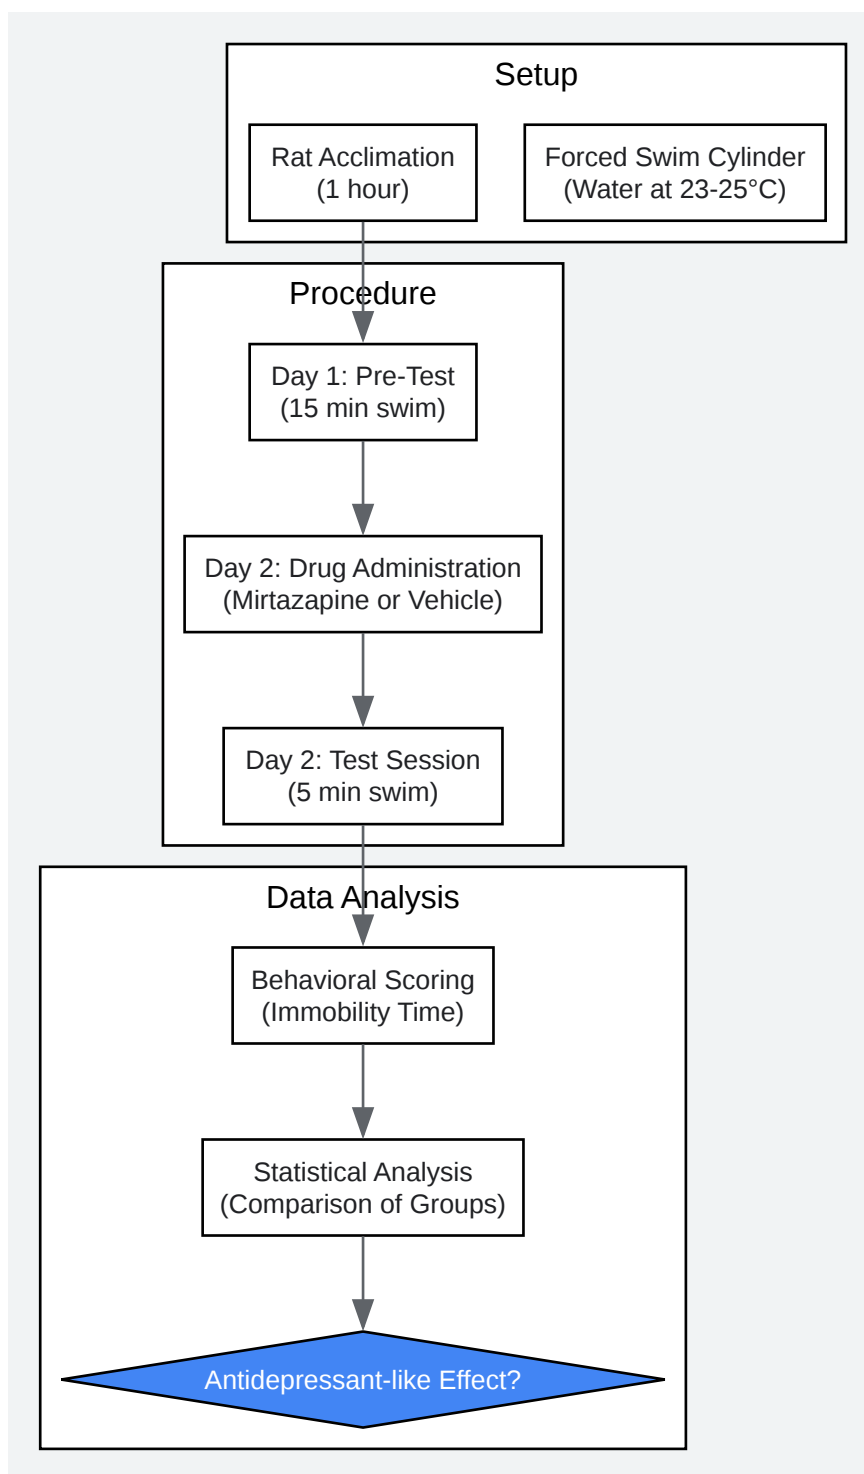 Setup
Rat Acclimation
(1 hour)
Forced Swim Cylinder
(Water at 23-25°C)
Procedure
Day 1: Pre-Test
(15 min swim)
Day 2: Drug Administration
(Mirtazapine or Vehicle)
Day 2: Test Session
(5 min swim)
Data Analysis
Behavioral Scoring
(Immobility Time)
Statistical Analysis
(Comparison of Groups)
Antidepressant-like Effect?